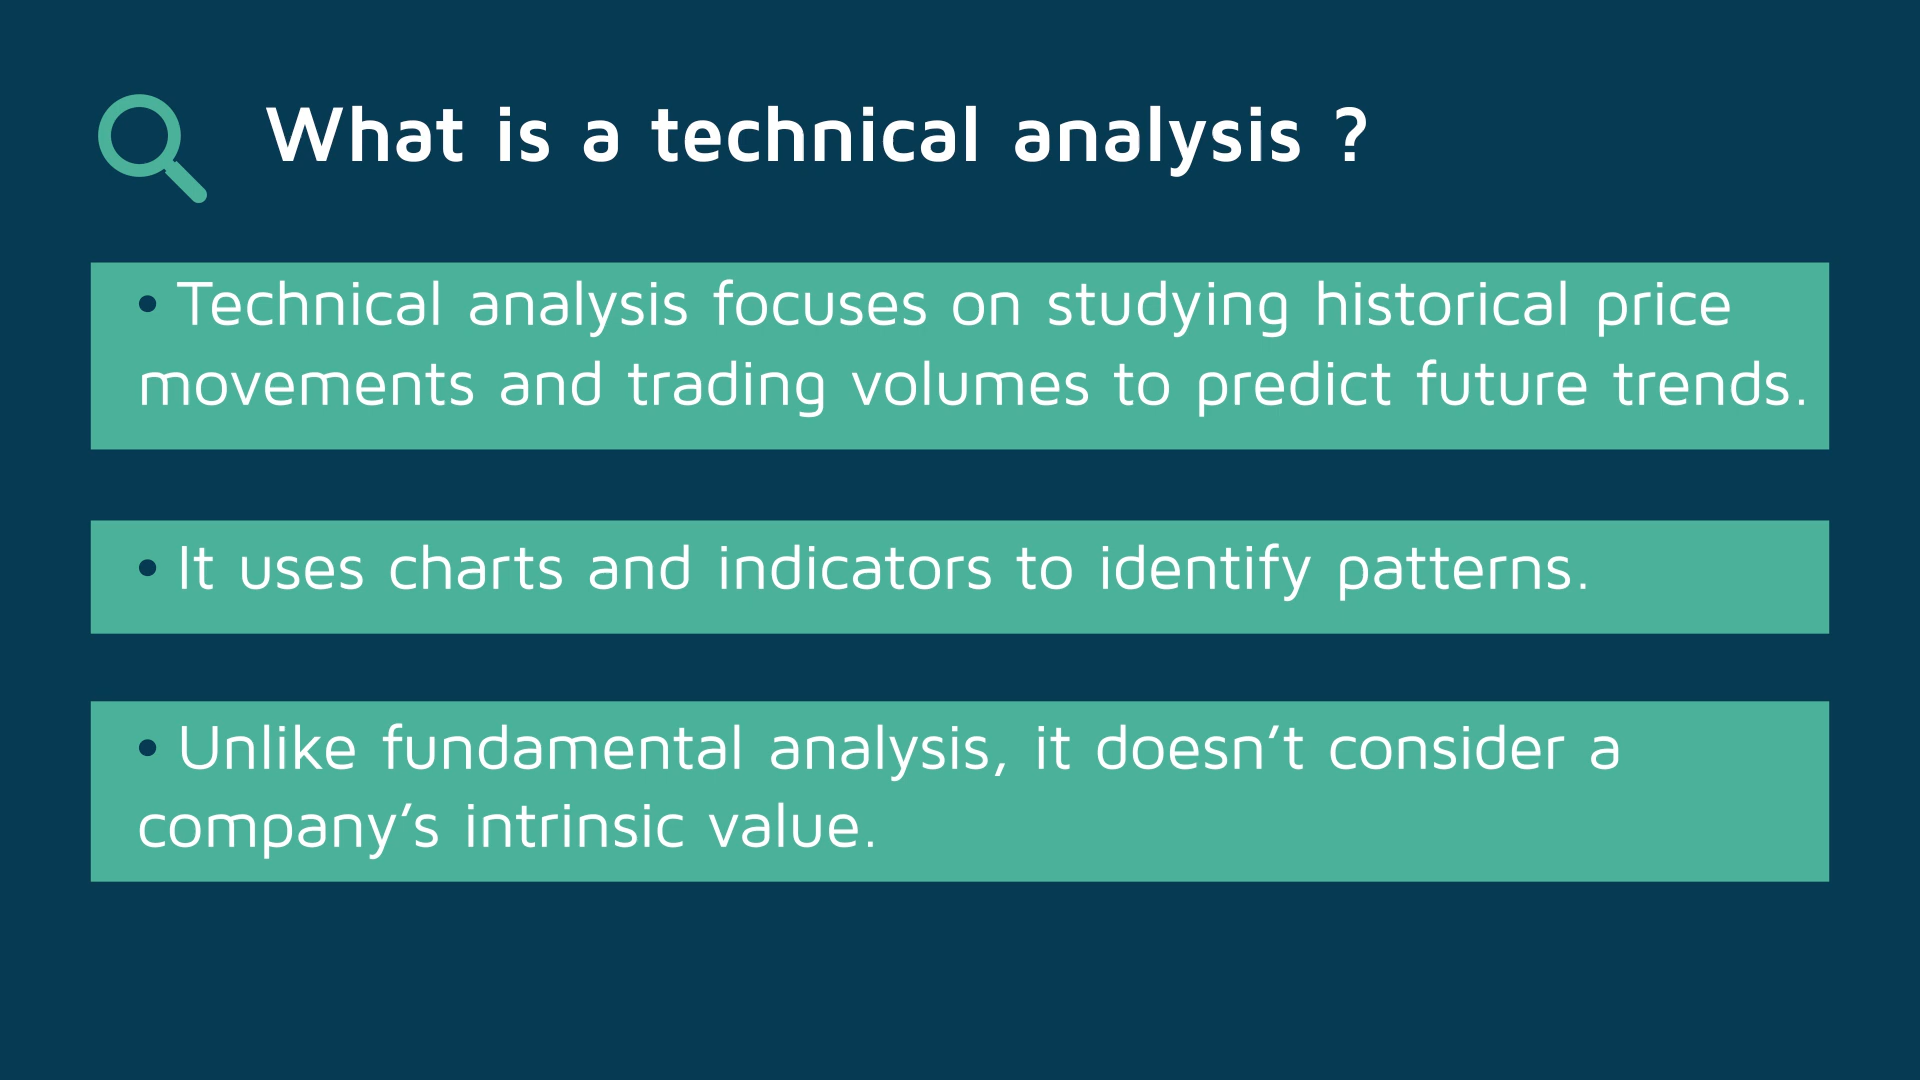 What is a technical analysis ?
• Technical analysis focuses on studying historical price
movements and trading volumes to predict future trends.
• It uses charts and indicators to identify patterns.
• Unlike fundamental analysis, it doesn’t consider a
company’s intrinsic value.